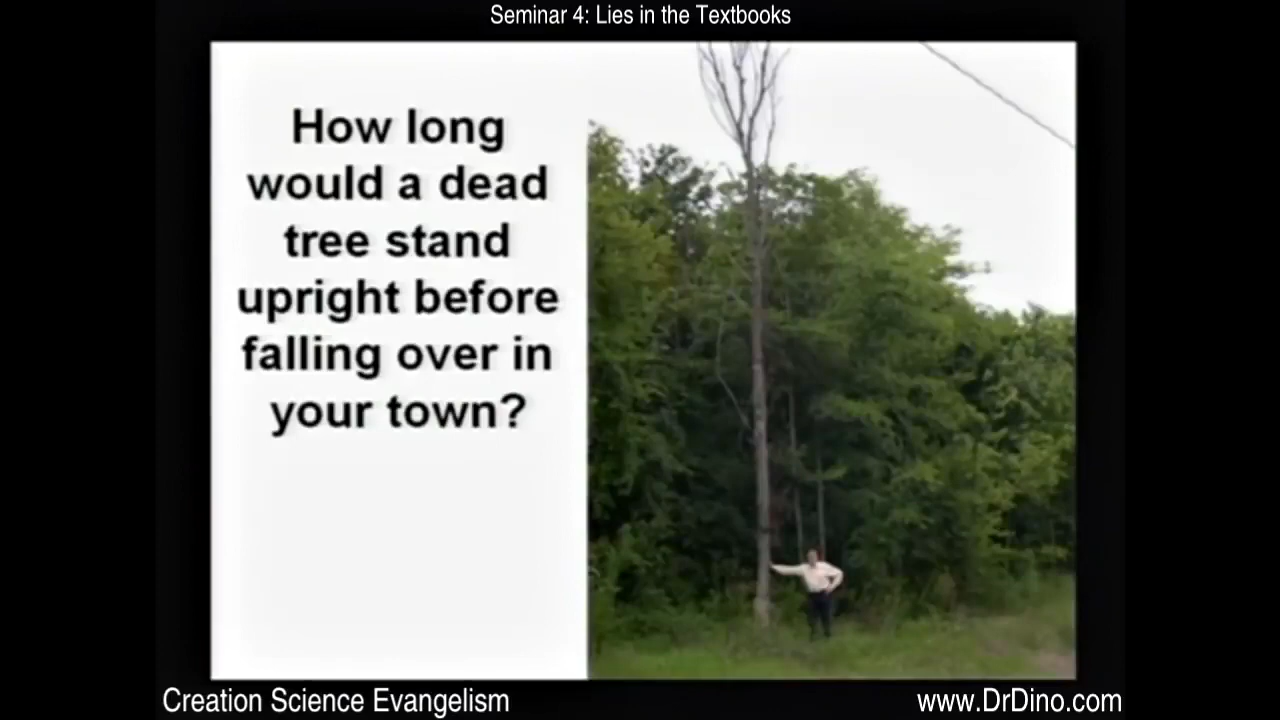 Seminar 4: Lies in the Textbooks
How long
would a dead
tree stand
upright before
falling over in
your town?
Creation Science Evangelism
www.DrDino.com